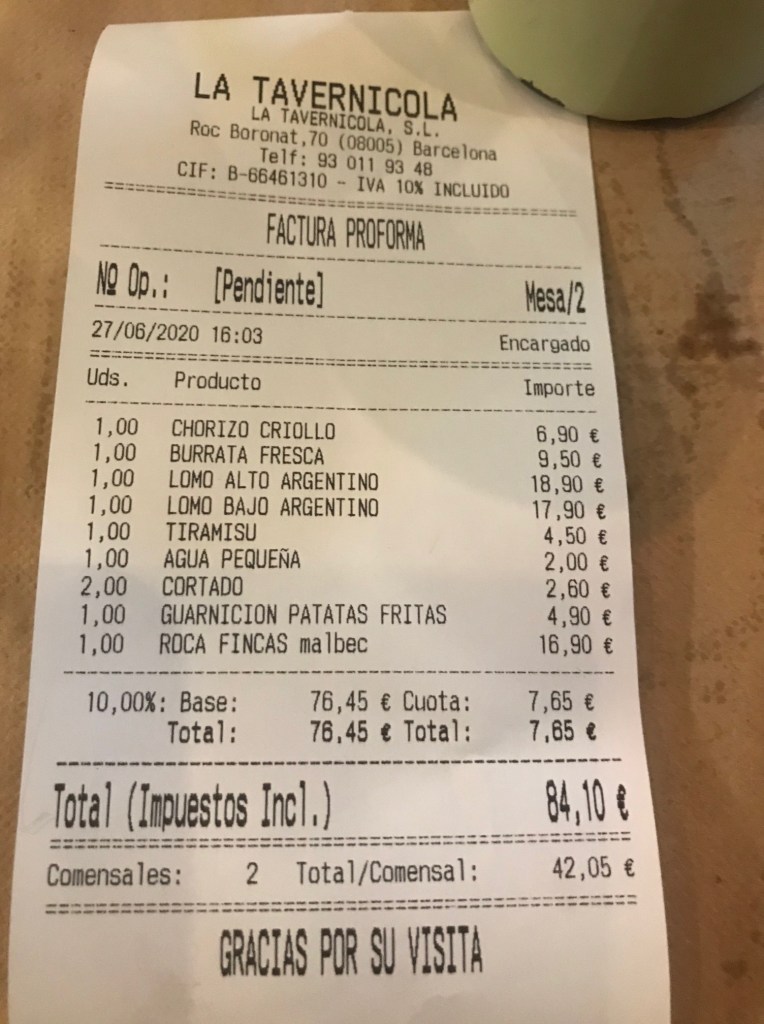 LA TAVERNICOLA
LA TAVERNICOLA, S.L.
Roc Boronat,70 (08005) Barcelona
Telf: 93 011 93 48
CIF: B-66461310 - IVA 10% INCLUIDO
FACTURA PROFORMA
Nº Op.: [Pendiente] Mesa/2
27/06/2020 16:03 Encargado
Uds. Producto Importe
1,00 CHORIZO CRIOLLO 6,90 €
1,00 BURRATA FRESCA 9,50 €
1,00 LOMO ALTO ARGENTINO 18,90 €
1,00 LOMO BAJO ARGENTINO 17,90 €
1,00 TIRAMISU 4,50 €
1,00 AGUA PEQUEÑA 2,00 €
2,00 CORTADO 2,60 €
1,00 GUARNICION PATATAS FRITAS 4,90 €
1,00 ROCA FINCAS malbec 16,90 €
10,00%: Base: 76,45 € Cuota: 7,65 €
Total: 76,45 € Total: 7,65 €
Total (Impuestos Incl.) 84,10 €
Comensales: 2 Total/Comensal: 42,05 €
GRACIAS POR SU VISITA